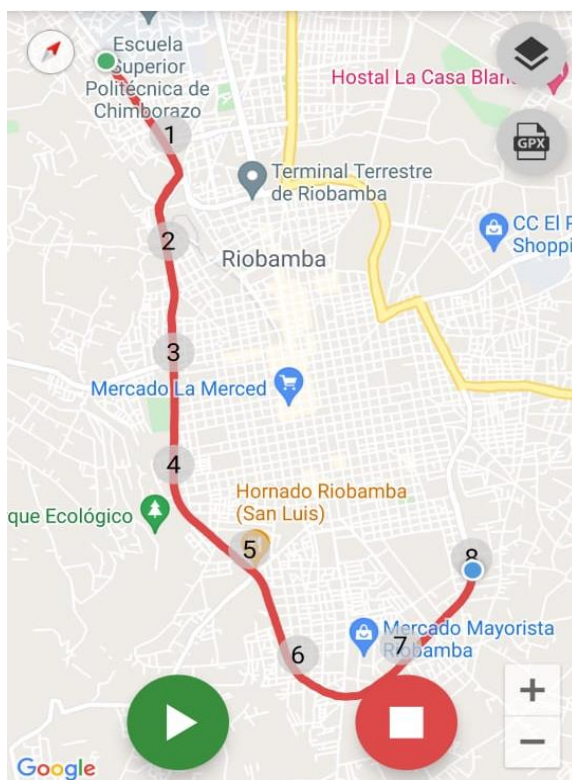 Escuela
Superior
Politécnica de
Chimborazo
Hostal La Casa Blan
GPX
1
Terminal Terrestre
de Riobamba
2
CC El
Shoppi
Riobamba
3
Mercado La Merced
4
Hornado Riobamba
(San Luis)
que Ecológico
5
8
6
Mercado Mayorista
Riobamba
7
+
−
Google